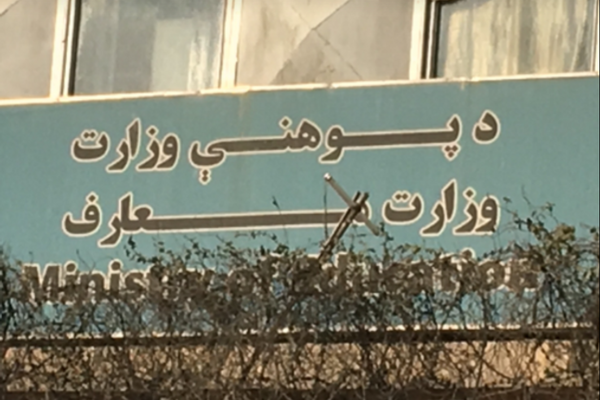 د پوهنې وزارت
وزارت معارف
Ministry of Education